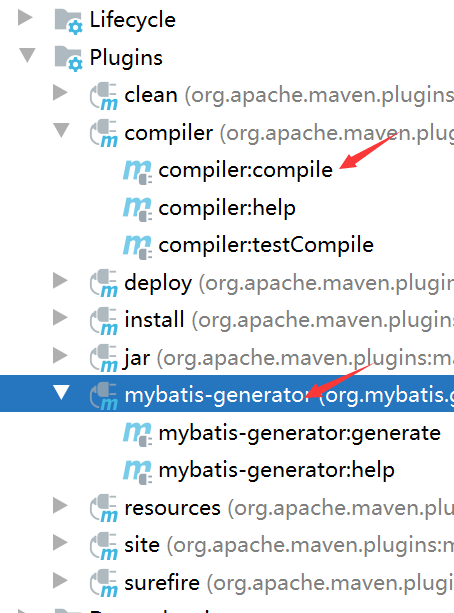 Lifecycle
Plugins
clean (org.apache.maven.plugins
compiler (org.apache.maven.plug
compiler:compile
compiler:help
compiler:testCompile
deploy (org.apache.maven.plugin
install (org.apache.maven.plugins
jar (org.apache.maven.plugins:ma
mybatis-generator (org.mybatis.g
mybatis-generator:generate
mybatis-generator:help
resources (org.apache.maven.plu
site (org.apache.maven.plugins:m
surefire (org.apache.maven.plugi